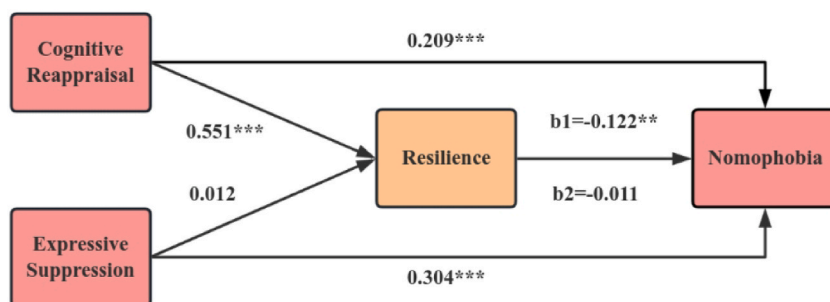 Cognitive
Reappraisal
0.209***
0.551***
Resilience
b1=-0.122**
b2=-0.011
Nomophobia
0.012
Expressive
Suppression
0.304***